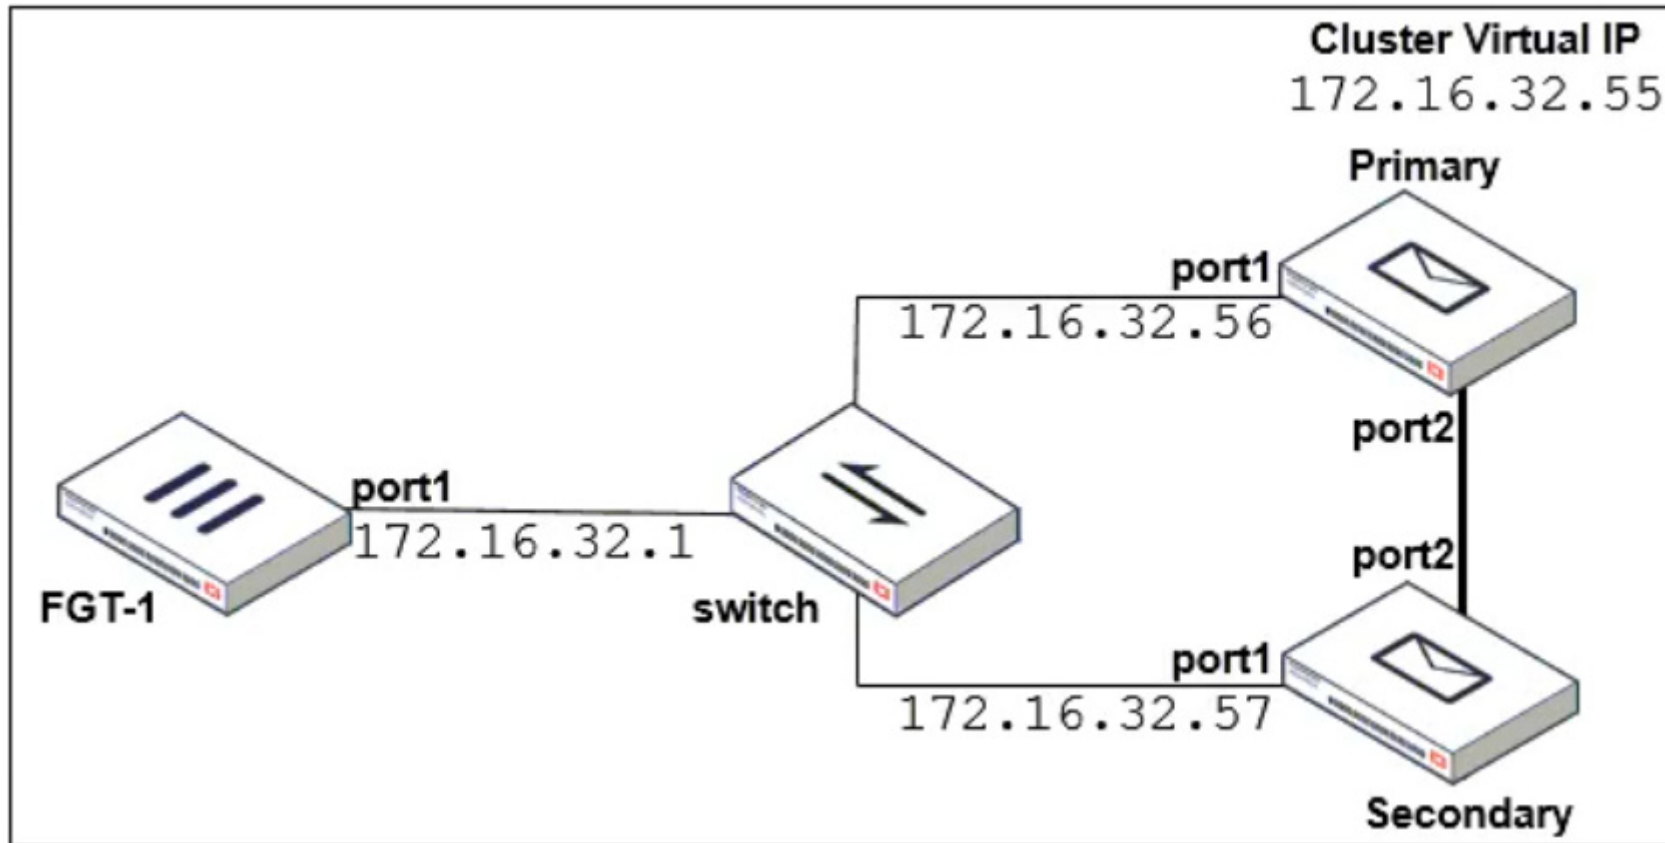 Cluster Virtual IP
172.16.32.55
Primary
port1
172.16.32.56
port2
port1
172.16.32.1
FGT-1
switch
port2
port1
172.16.32.57
Secondary